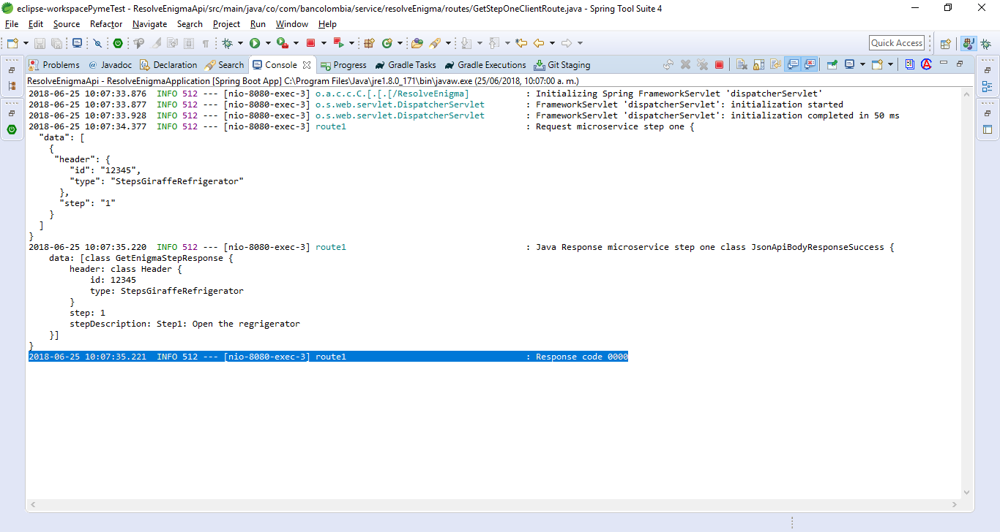 eclipse-workspacePymeTest - ResolveEnigmaApi/src/main/java/co/com/bancolombia/service/resolveEnigma/routes/GetStepOneClientRoute.java - Spring Tool Suite 4
File Edit Source Refactor Navigate Search Project Run Window Help
Quick Access
Problems @ Javadoc Declaration Search Console Progress Gradle Tasks Gradle Executions Git Staging
ResolveEnigmaApi - ResolveEnigmaApplication [Spring Boot App] C:\Program Files\Java\jre1.8.0_171\bin\javaw.exe (25/06/2018, 10:07:00 a. m.)
2018-06-25 10:07:33.876  INFO 512 --- [nio-8080-exec-3] o.a.c.c.C.[.[.[/ResolveEnigma]           : Initializing Spring FrameworkServlet 'dispatcherServlet'
2018-06-25 10:07:33.877  INFO 512 --- [nio-8080-exec-3] o.s.web.servlet.DispatcherServlet        : FrameworkServlet 'dispatcherServlet': initialization started
2018-06-25 10:07:33.928  INFO 512 --- [nio-8080-exec-3] o.s.web.servlet.DispatcherServlet        : FrameworkServlet 'dispatcherServlet': initialization completed in 50 ms
2018-06-25 10:07:34.377  INFO 512 --- [nio-8080-exec-3] route1                                   : Request microservice step one {
  "data": [
    {
     "header": {
        "id": "12345",
        "type": "StepsGiraffeRefrigerator"
      },
      "step": "1"
    }
  ]
}
2018-06-25 10:07:35.220  INFO 512 --- [nio-8080-exec-3] route1                                   : Java Response microservice step one class JsonApiBodyResponseSuccess {
    data: [class GetEnigmaStepResponse {
        header: class Header {
            id: 12345
            type: StepsGiraffeRefrigerator
        }
        step: 1
        stepDescription: Step1: Open the regrigerator
    }]
}
2018-06-25 10:07:35.221  INFO 512 --- [nio-8080-exec-3] route1                                   : Response code 0000